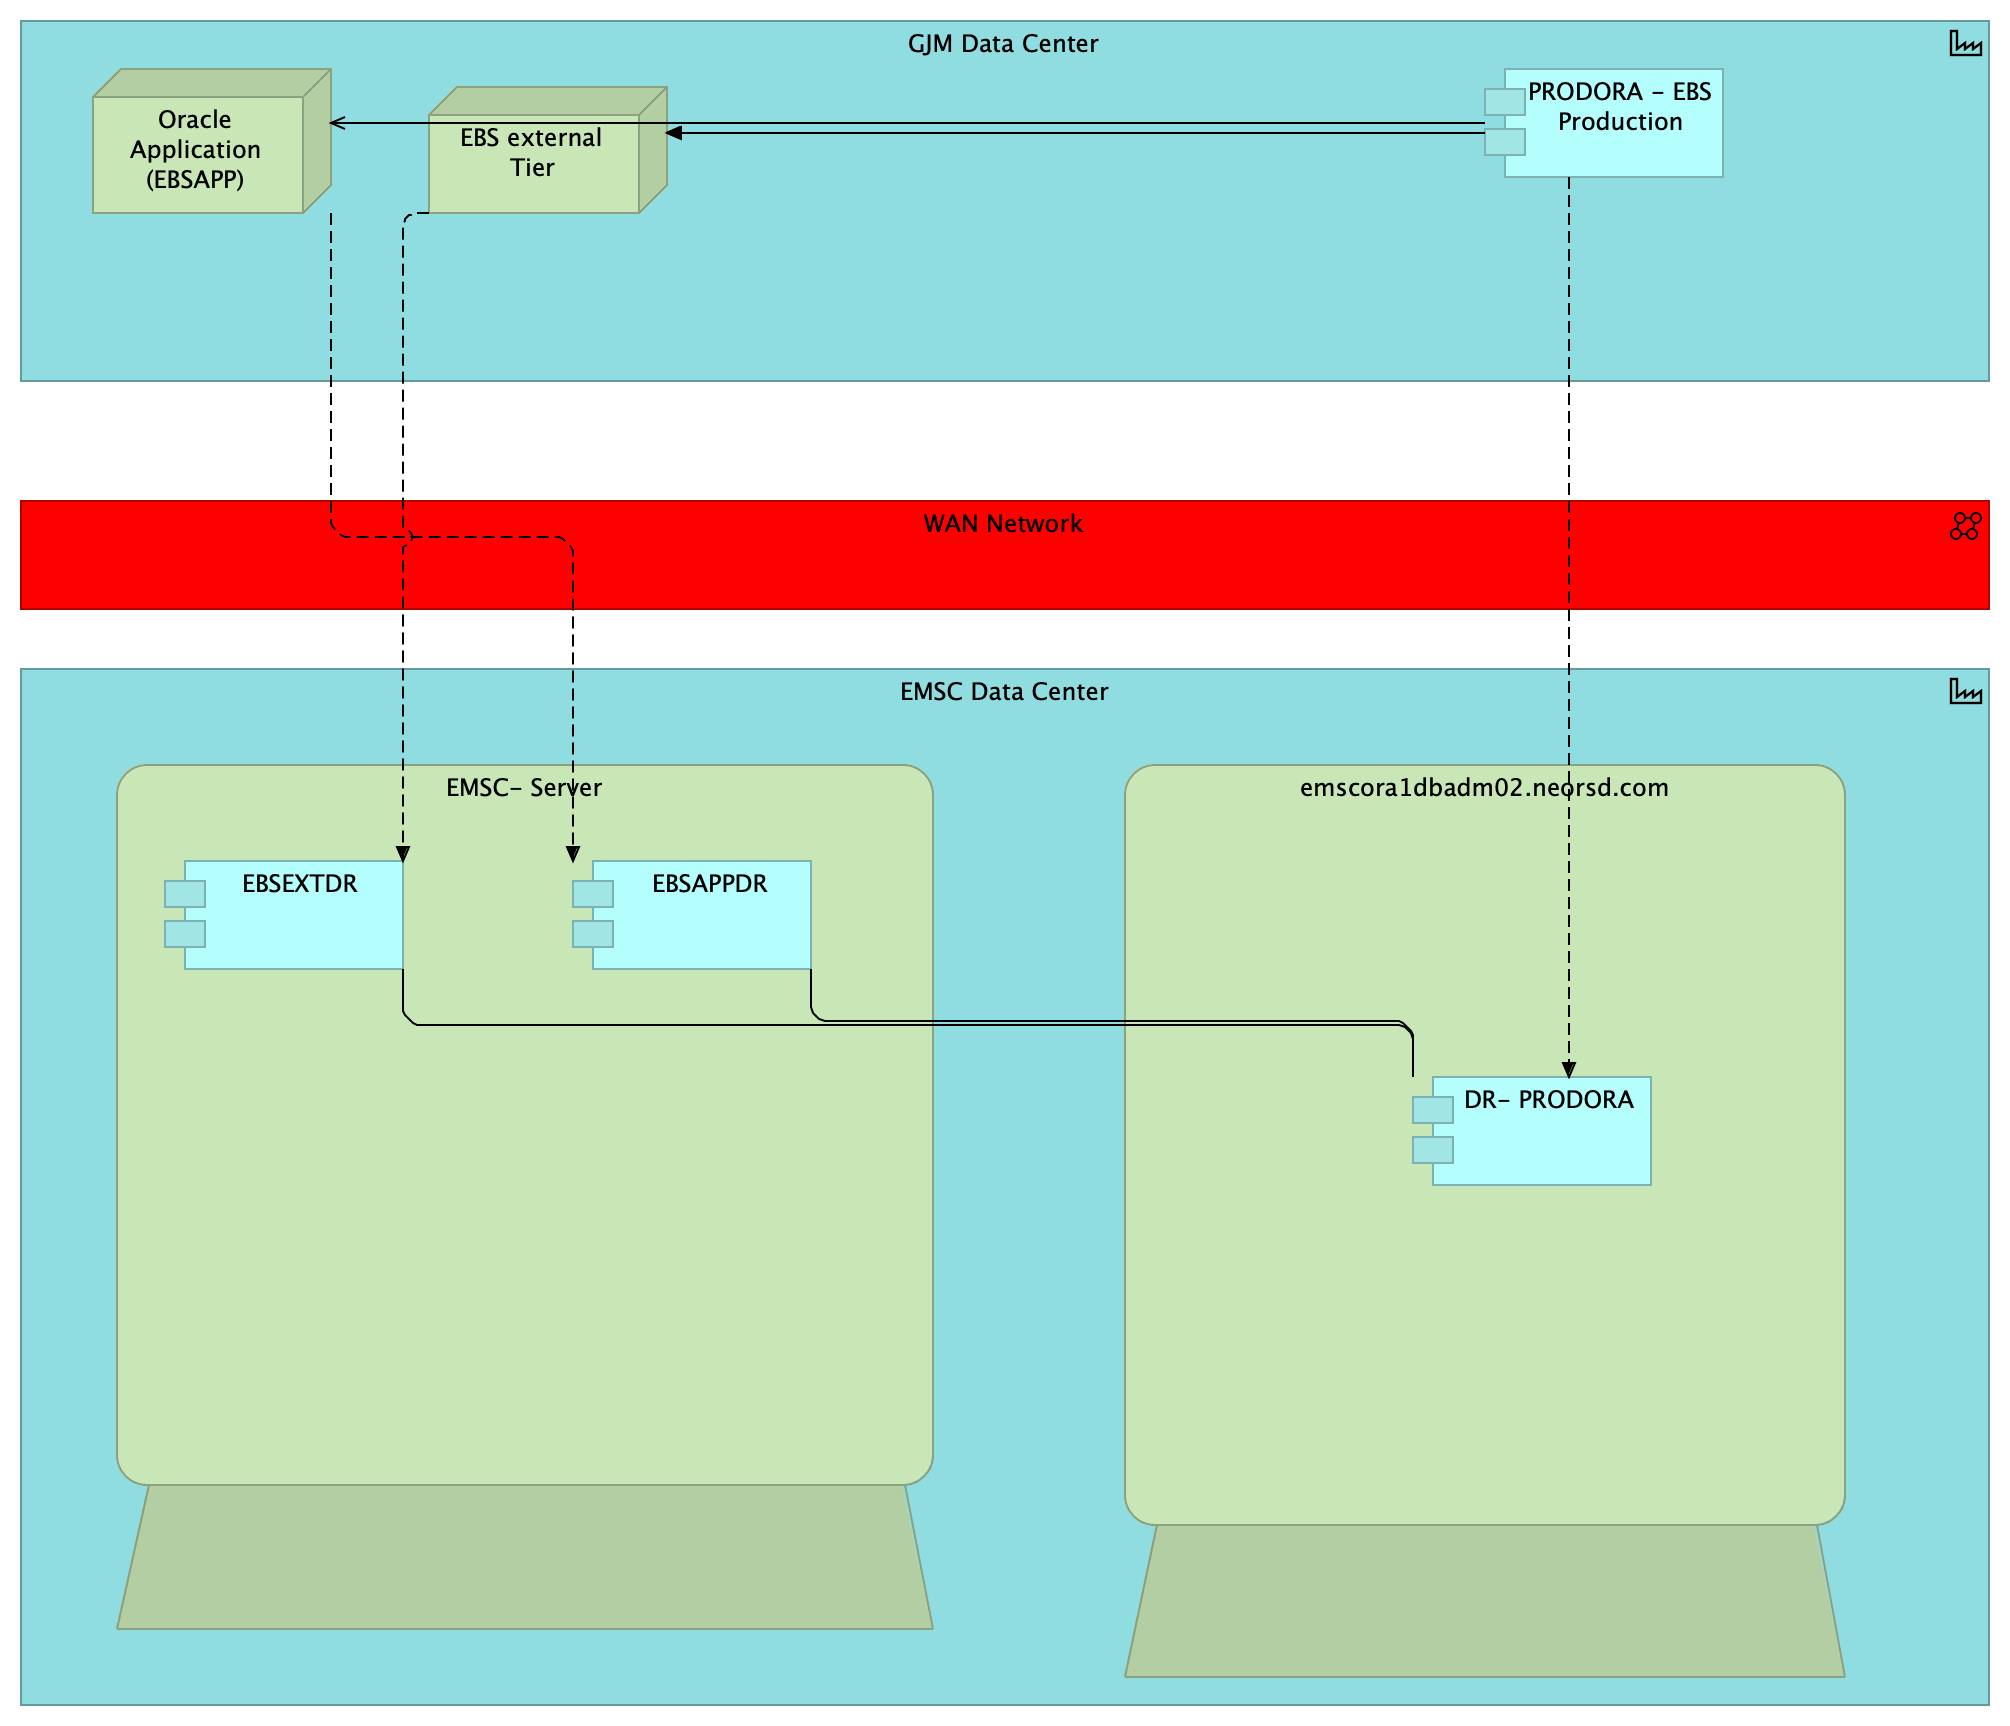 GJM Data Center
Oracle
Application
(EBSAPP)
EBS external
Tier
PRODORA - EBS
Production
WAN Network
EMSC Data Center
EMSC- Server
emscora1dbadm02.neorsd.com
EBSEXTDR
EBSAPPDR
DR- PRODORA